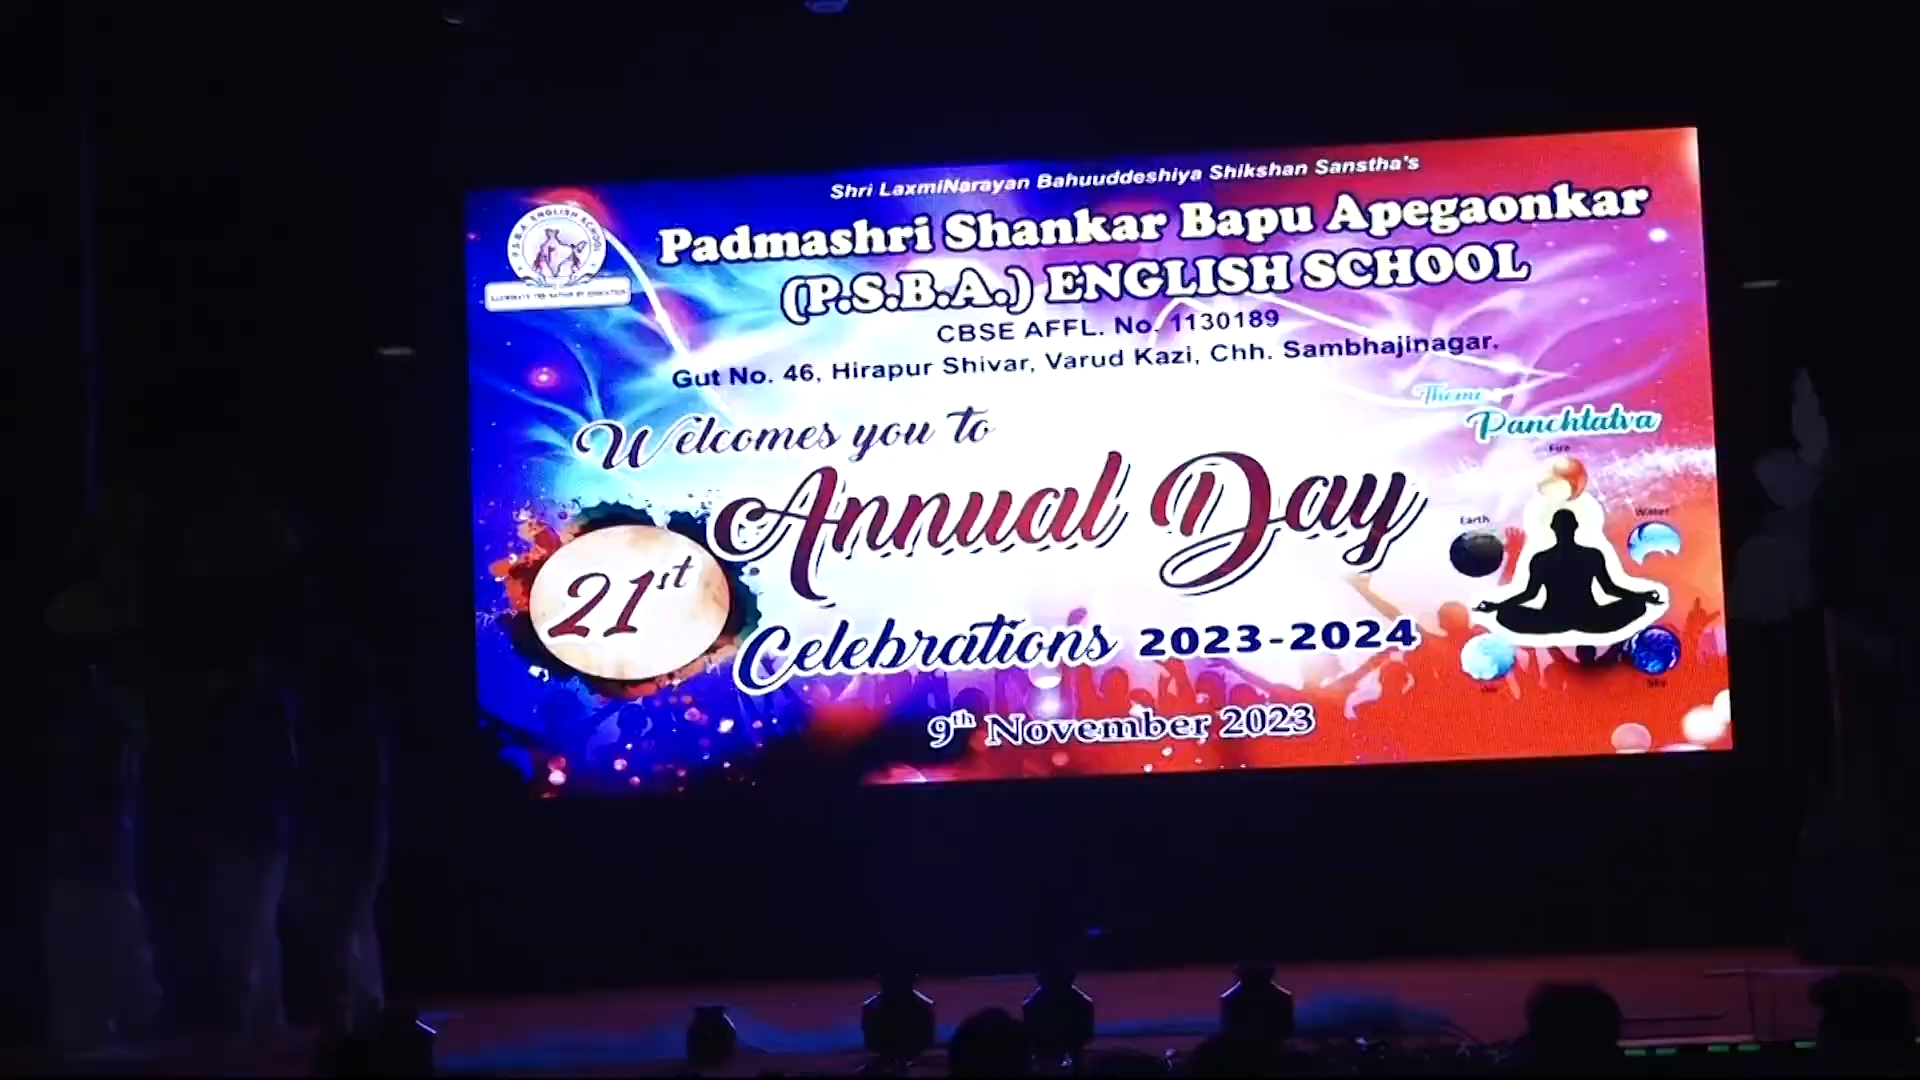 Shri LaxmiNarayan Bahuuddeshiya Shikshan Sanstha's
Padmashri Shankar Bapu Apegaonkar
(P.S.B.A.) ENGLISH SCHOOL
CBSE AFFL. No. 1130189
Gut No. 46, Hirapur Shivar, Varud Kazi, Chh. Sambhajinagar.
P.S.B.A. ENGLISH SCHOOL
Theme
Panchtatva
Fire
Earth
Water
Sky
Welcomes you to
21st
Annual Day
Celebrations 2023-2024
9th November 2023